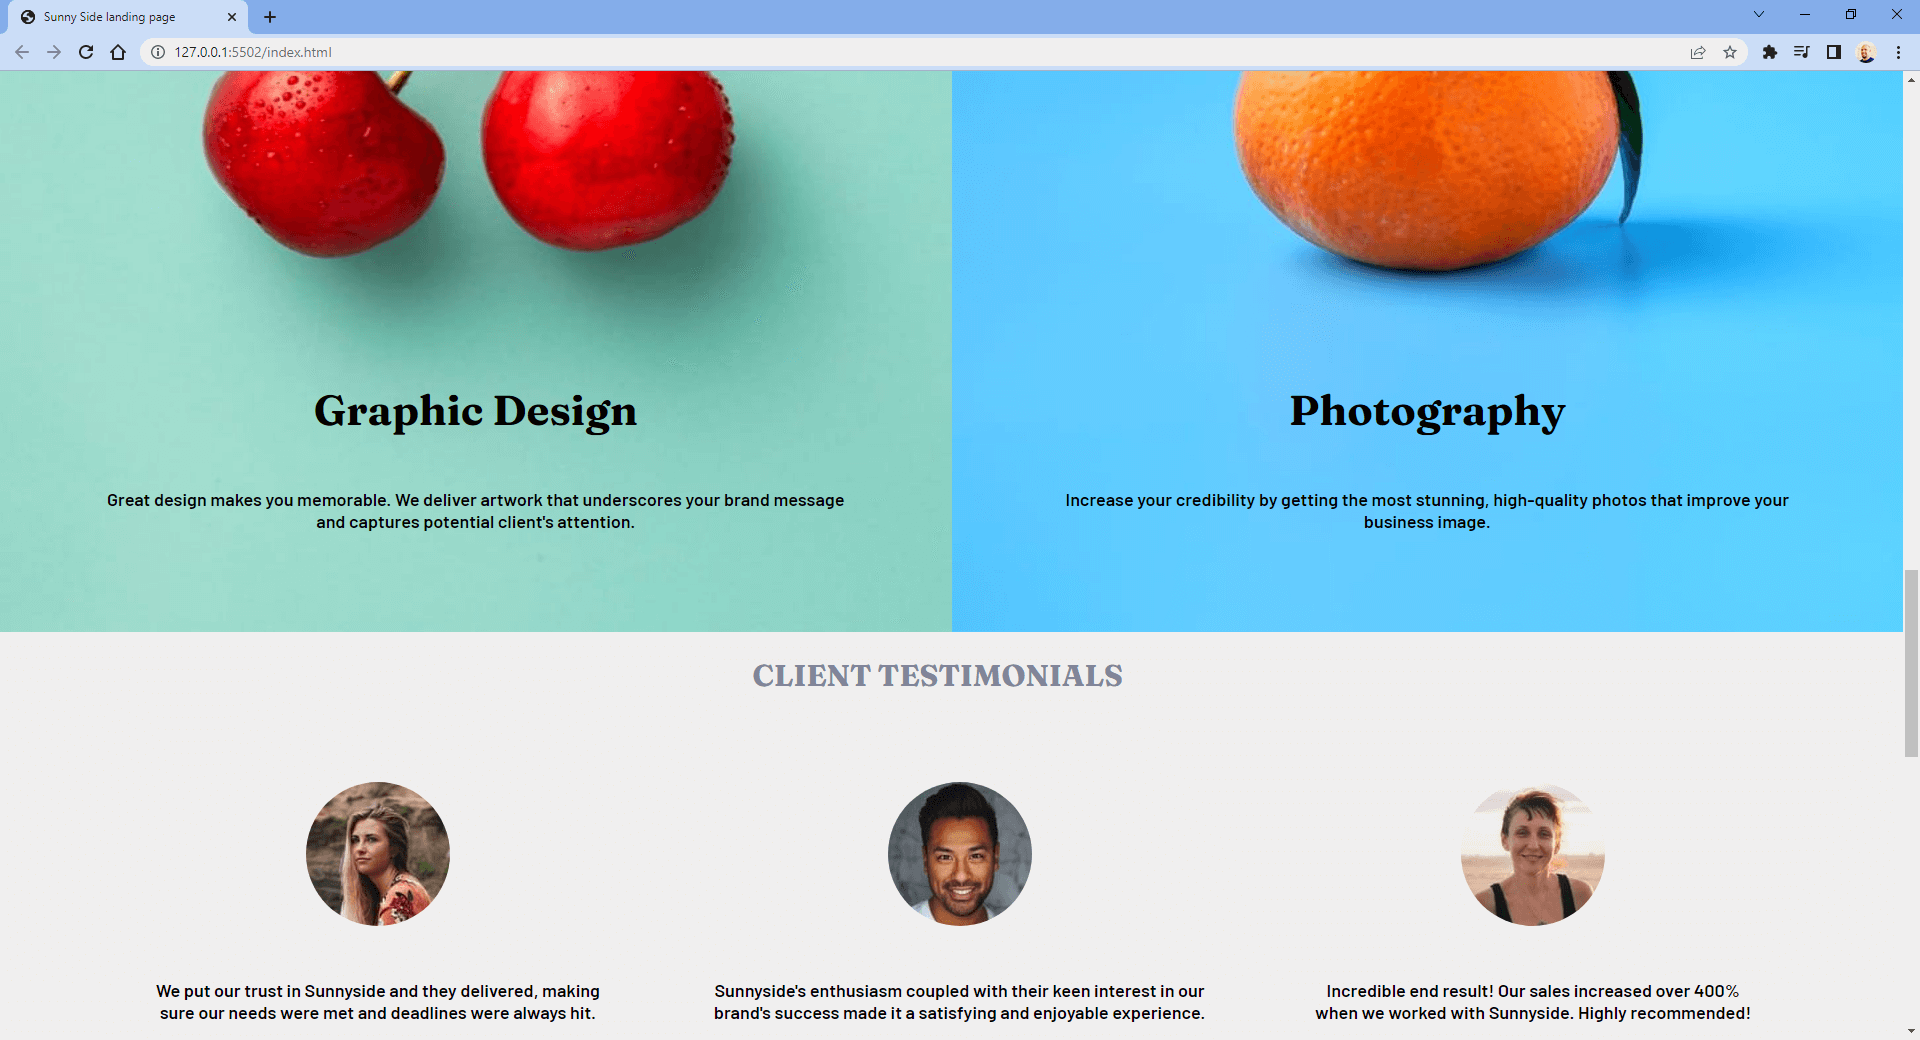 Sunny Side landing page
127.0.0.1:5502/index.html
Graphic Design
Great design makes you memorable. We deliver artwork that underscores your brand message
and captures potential client's attention.
Photography
Increase your credibility by getting the most stunning, high-quality photos that improve your
business image.
CLIENT TESTIMONIALS
We put our trust in Sunnyside and they delivered, making
sure our needs were met and deadlines were always hit.
Sunnyside's enthusiasm coupled with their keen interest in our
brand's success made it a satisfying and enjoyable experience.
Incredible end result! Our sales increased over 400%
when we worked with Sunnyside. Highly recommended!